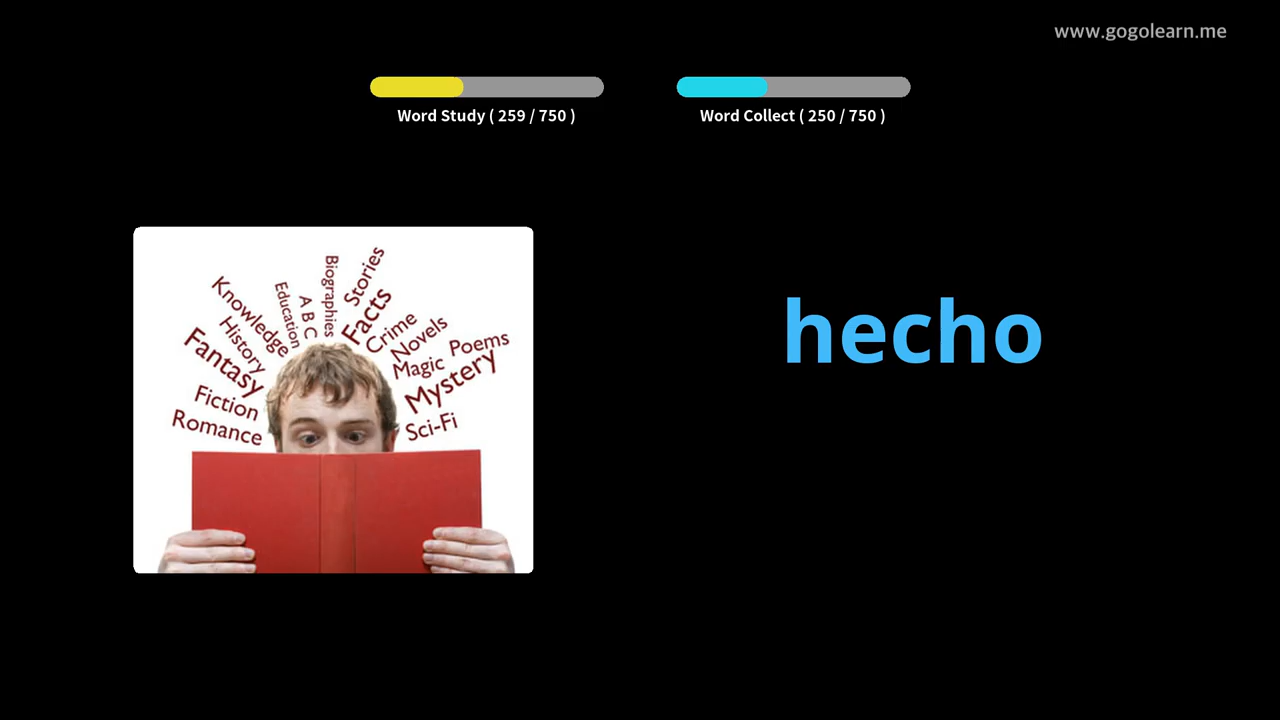 www.gogolearn.me
Word Study ( 259 / 750 )
Word Collect ( 250 / 750 )
Biographies
Stories
Education
A B C
Facts
Knowledge
Crime
History
Novels
Fantasy
Magic
Poems
Mystery
Fiction
Romance
Sci-Fi
hecho